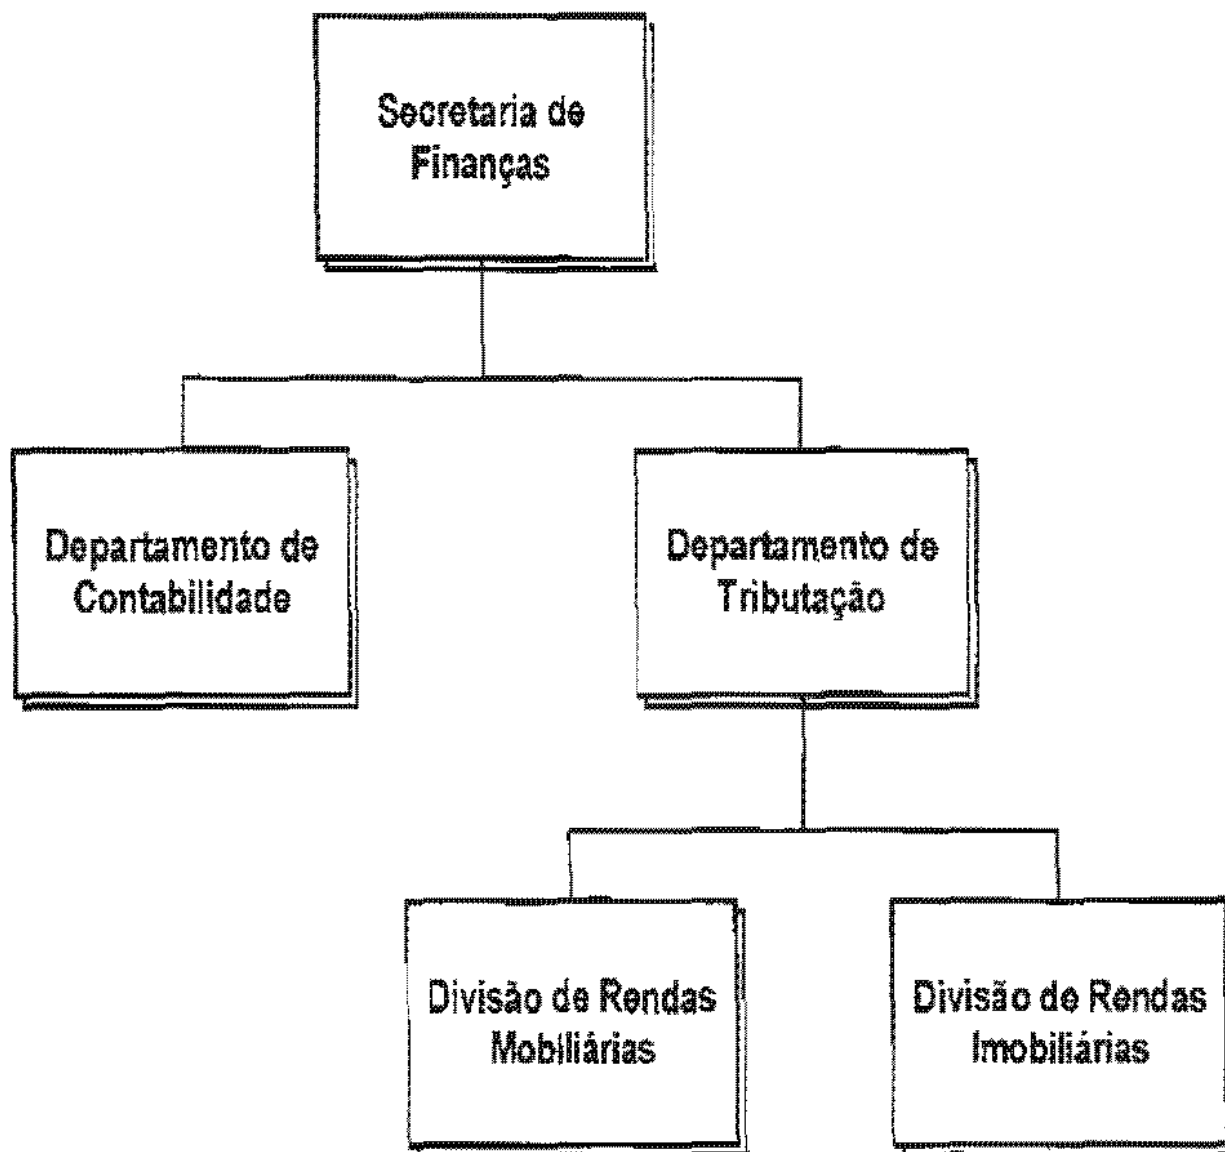 Secretaria de
Finanças
Departamento de
Contabilidade
Departamento de
Tributação
Divisão de Rendas
Mobiliárias
Divisão de Rendas
Imobiliárias